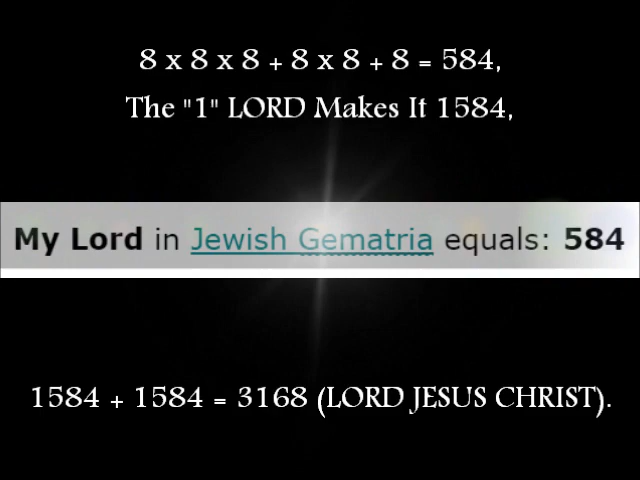 8 x 8 x 8 + 8 x 8 + 8 = 584,
The "1" LORD Makes It 1584,
My Lord in Jewish Gematria equals: 584
1584 + 1584 = 3168 (LORD JESUS CHRIST).